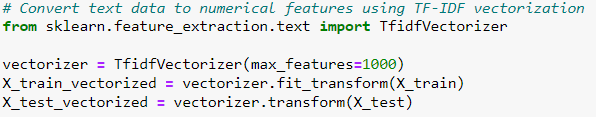 # Convert text data to numerical features using TF-IDF vectorization
from sklearn.feature_extraction.text import TfidfVectorizer

vectorizer = TfidfVectorizer(max_features=1000)
X_train_vectorized = vectorizer.fit_transform(X_train)
X_test_vectorized = vectorizer.transform(X_test)